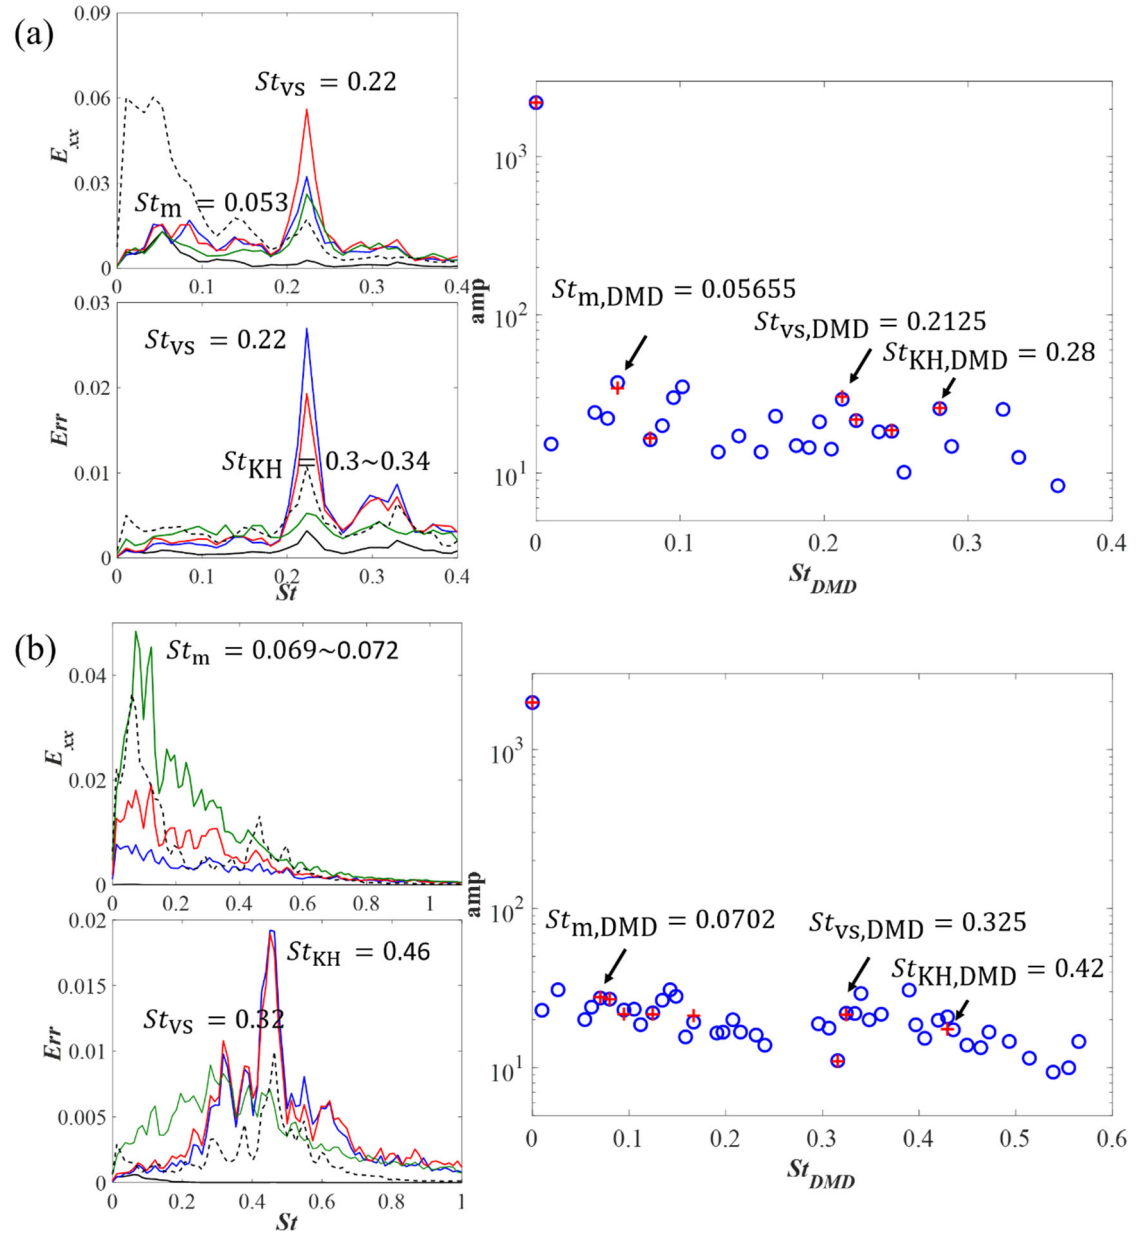 (a)
0.09
0.06
0.03
0
E_xx
St_vs = 0.22
St_m = 0.053
0 0.1 0.2 0.3 0.4
0.03
0.02
0.01
0
Err
St_vs = 0.22
St_KH = 0.3~0.34
0 0.1 0.2 0.3 0.4
St
amp
10^3
10^2
10^1
St_m,DMD = 0.05655
St_vs,DMD = 0.2125
St_KH,DMD = 0.28
0 0.1 0.2 0.3 0.4
St_DMD
(b)
0.04
0.02
0
E_xx
St_m = 0.069~0.072
0 0.2 0.4 0.6 0.8 1
0.02
0.015
0.01
0.005
0
Err
St_KH = 0.46
St_vs = 0.32
0 0.2 0.4 0.6 0.8 1
St
amp
10^3
10^2
10^1
St_m,DMD = 0.0702
St_vs,DMD = 0.325
St_KH,DMD = 0.42
0 0.1 0.2 0.3 0.4 0.5 0.6
St_DMD